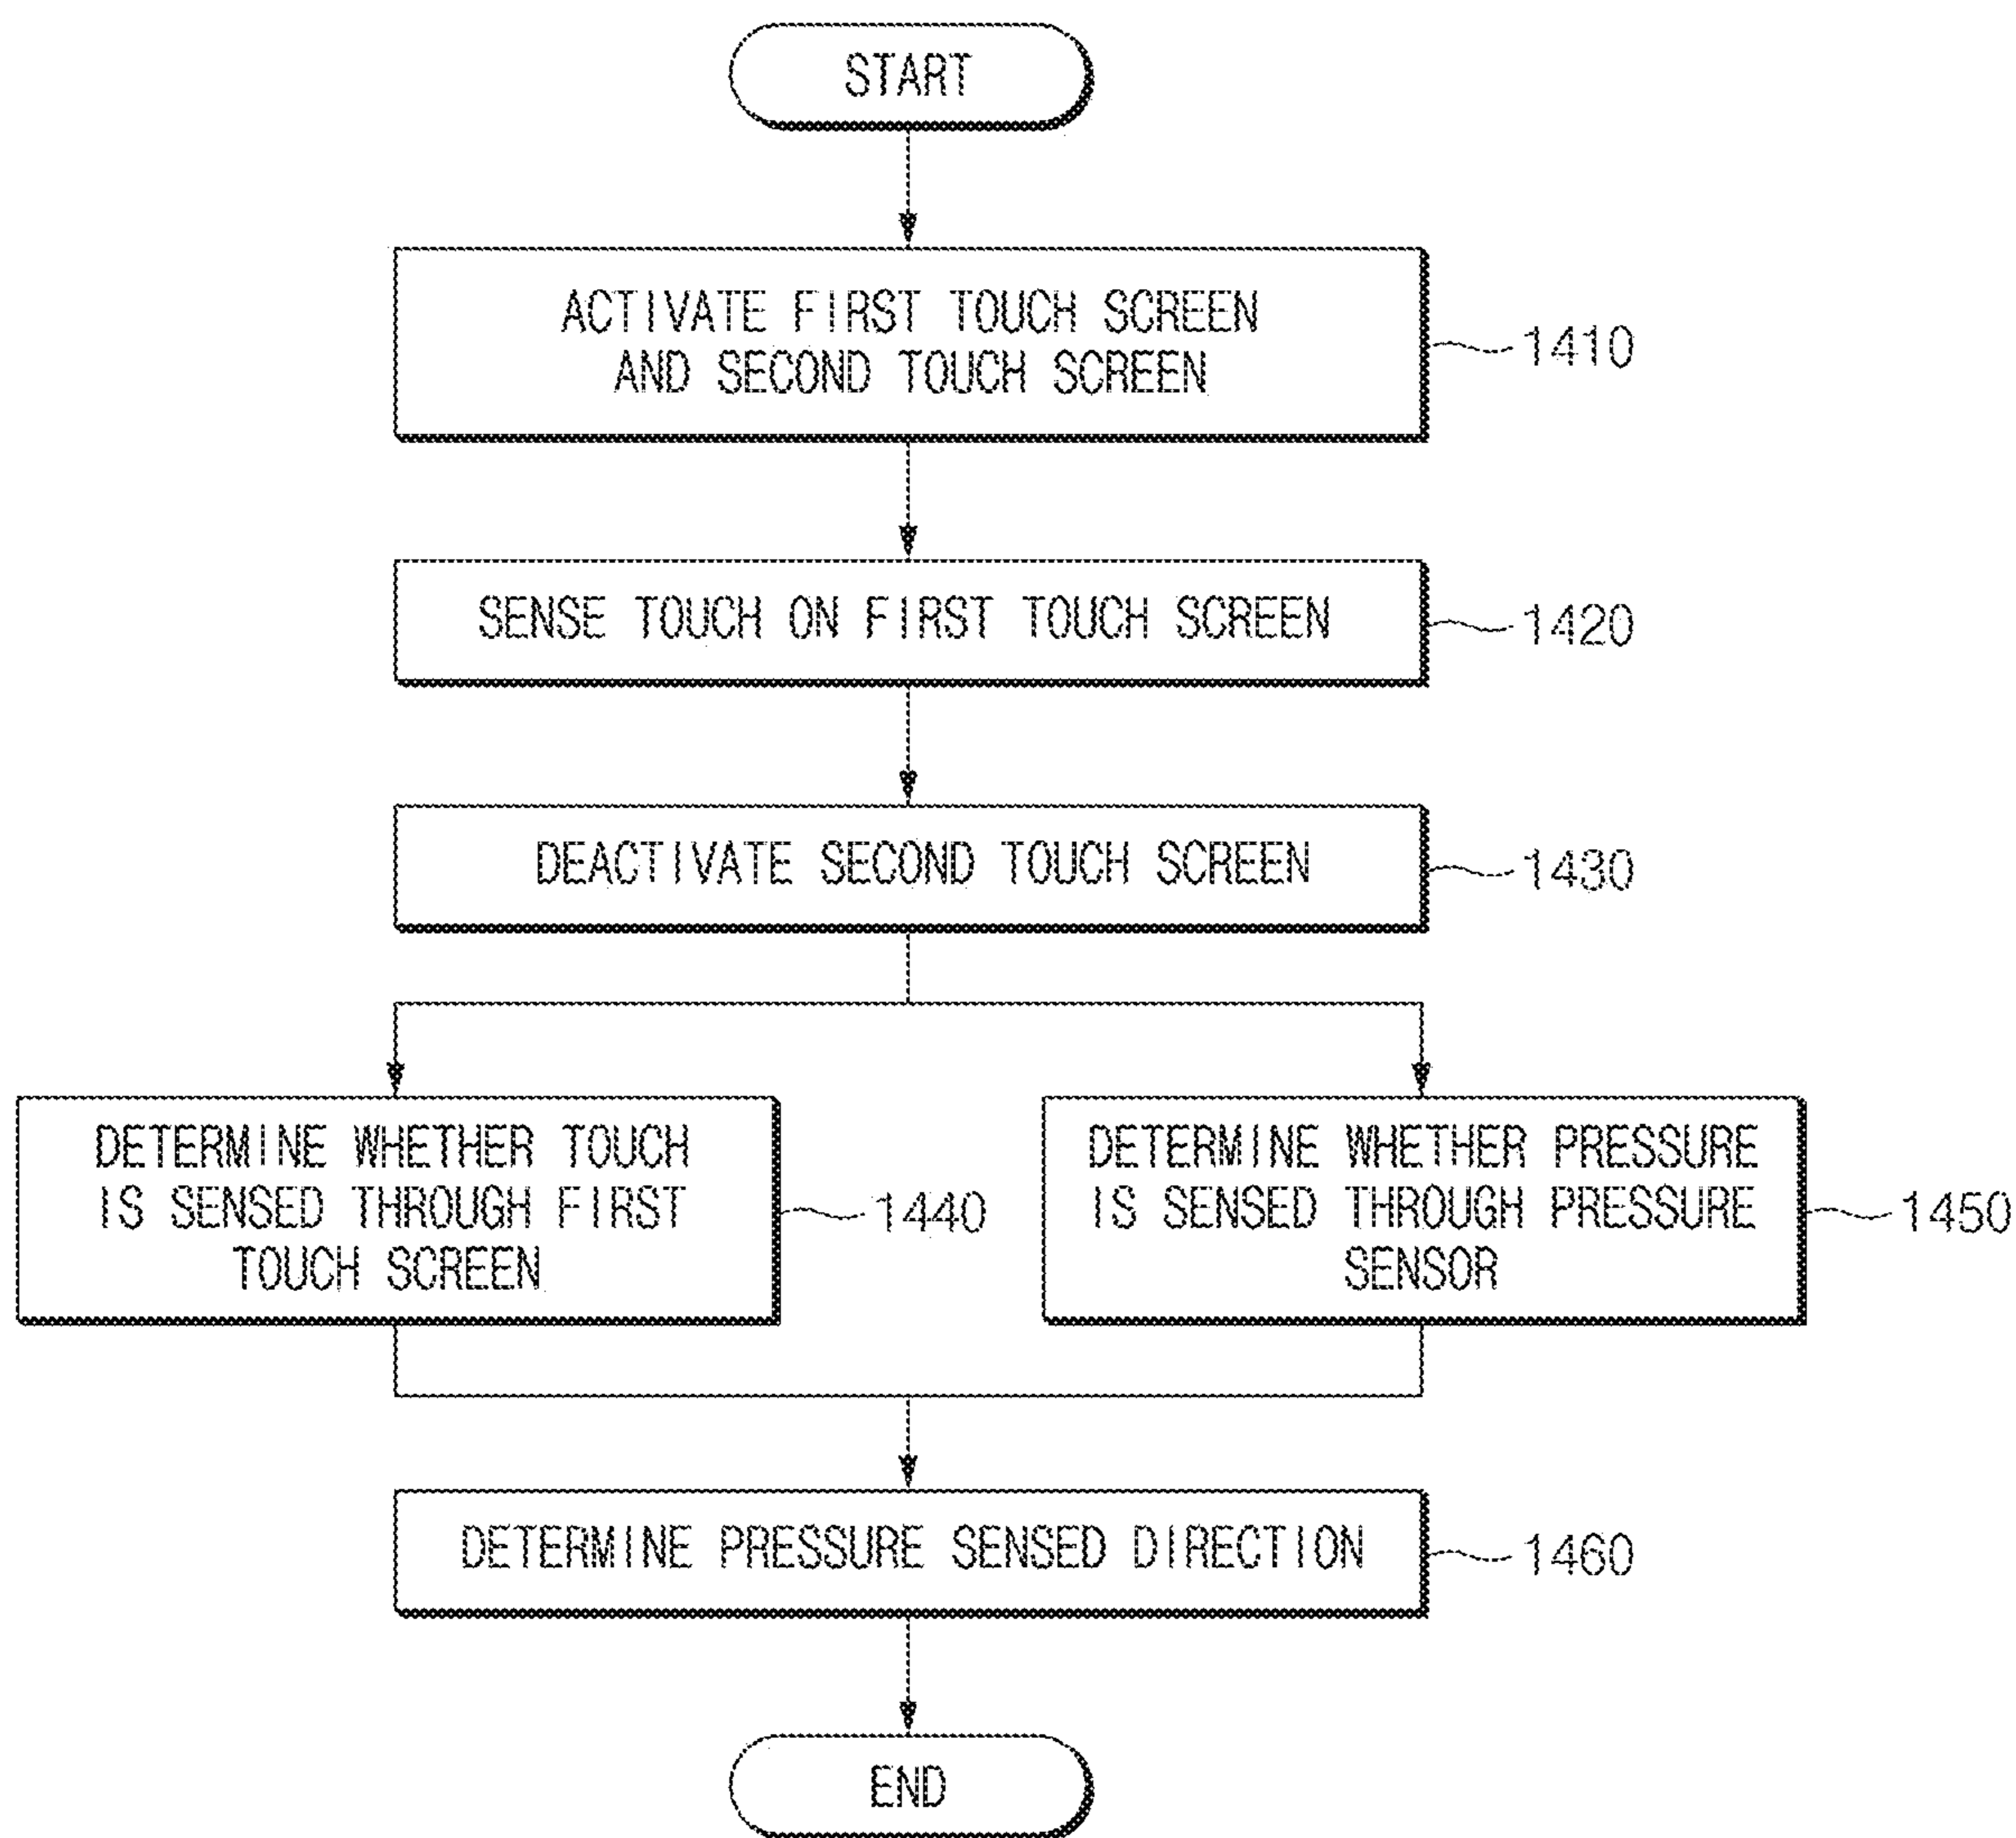 START
ACTIVATE FIRST TOUCH SCREEN
AND SECOND TOUCH SCREEN
1410
SENSE TOUCH ON FIRST TOUCH SCREEN
1420
DEACTIVATE SECOND TOUCH SCREEN
1430
DETERMINE WHETHER TOUCH
IS SENSED THROUGH FIRST
TOUCH SCREEN
1440
DETERMINE WHETHER PRESSURE
IS SENSED THROUGH PRESSURE
SENSOR
1450
DETERMINE PRESSURE SENSED DIRECTION
1460
END